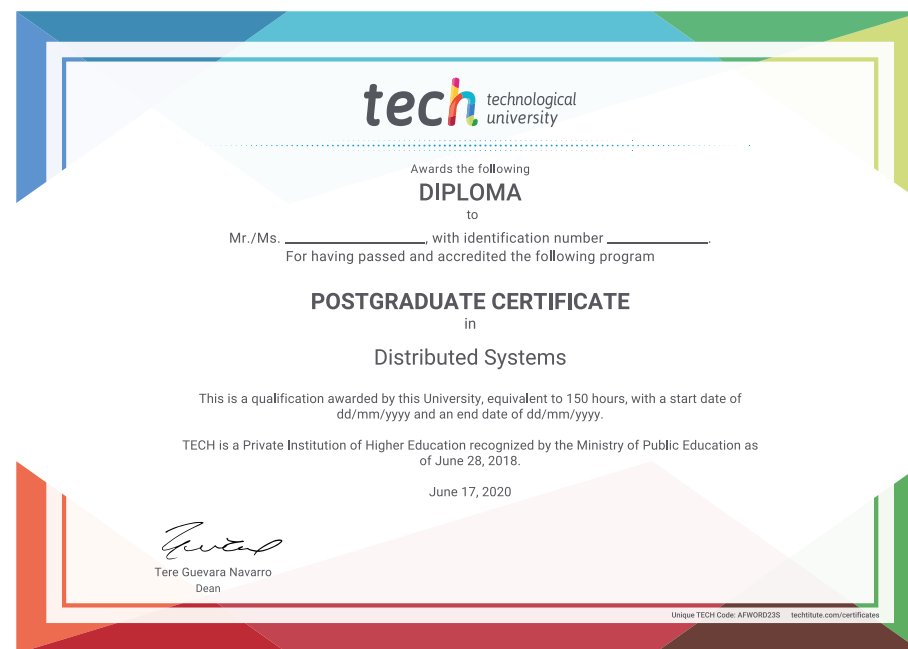 tech technological
university
Awards the following
DIPLOMA
to
Mr./Ms. ____________________, with identification number ______________.
For having passed and accredited the following program
POSTGRADUATE CERTIFICATE
in
Distributed Systems
This is a qualification awarded by this University, equivalent to 150 hours, with a start date of
dd/mm/yyyy and an end date of dd/mm/yyyy.
TECH is a Private Institution of Higher Education recognized by the Ministry of Public Education as
of June 28, 2018.
June 17, 2020
Tere Guevara Navarro
Dean
Unique TECH Code: AFWORD23S techtitute.com/certificates